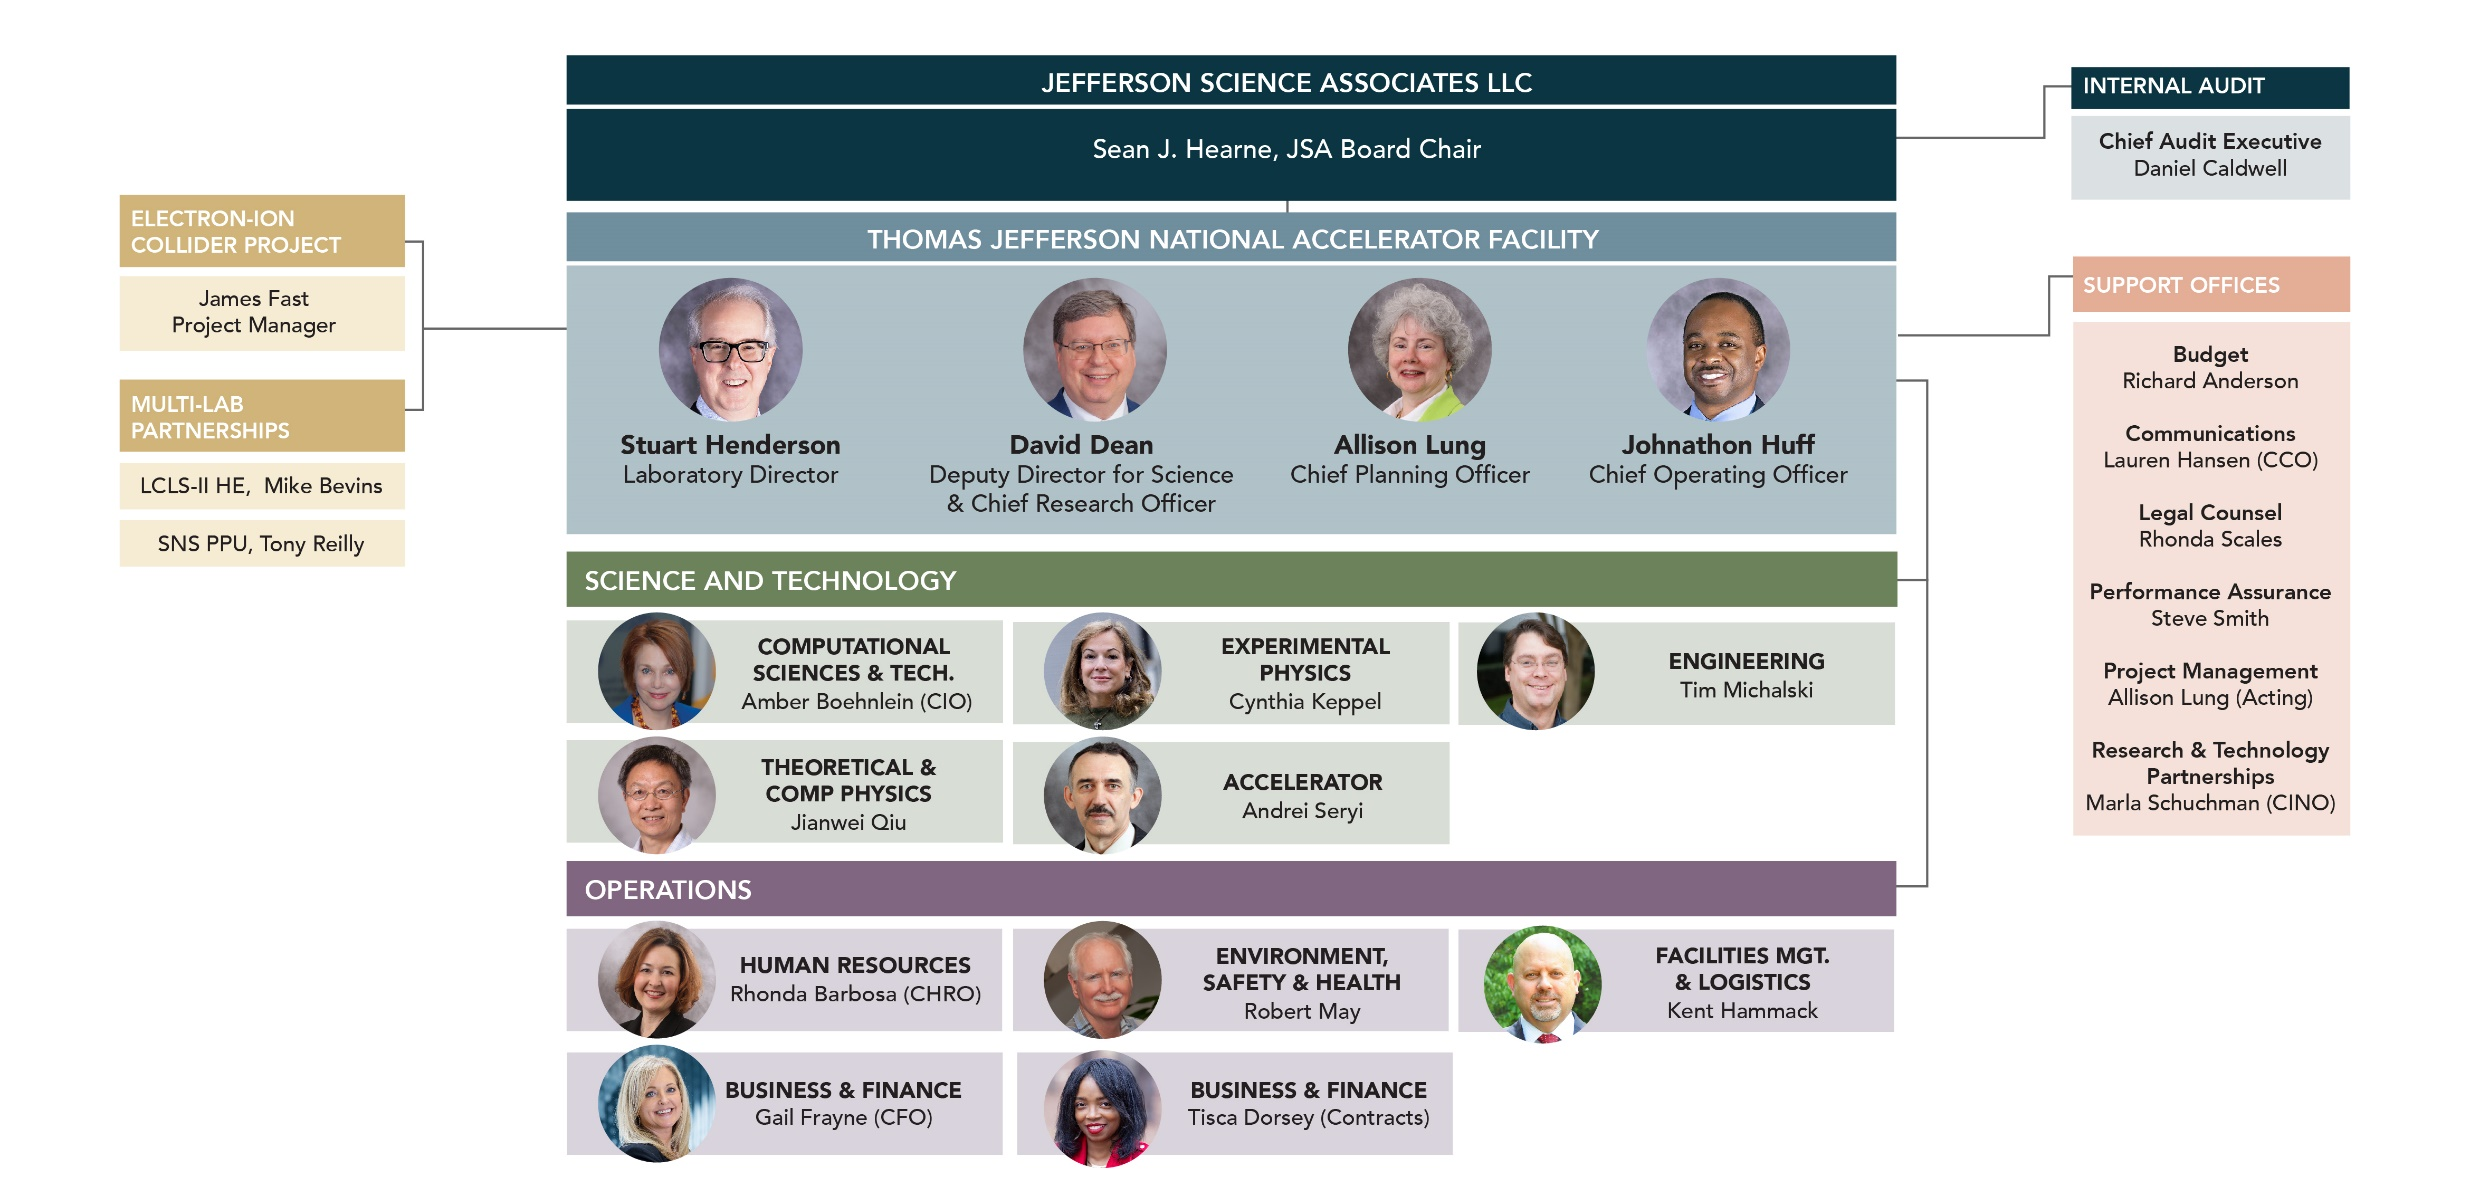 JEFFERSON SCIENCE ASSOCIATES LLC
Sean J. Hearne, JSA Board Chair
INTERNAL AUDIT
Chief Audit Executive
Daniel Caldwell
ELECTRON-ION
COLLIDER PROJECT
James Fast
Project Manager
MULTI-LAB
PARTNERSHIPS
LCLS-II HE, Mike Bevins
SNS PPU, Tony Reilly
THOMAS JEFFERSON NATIONAL ACCELERATOR FACILITY
Stuart Henderson
Laboratory Director
David Dean
Deputy Director for Science
& Chief Research Officer
Allison Lung
Chief Planning Officer
Johnathon Huff
Chief Operating Officer
SUPPORT OFFICES
Budget
Richard Anderson
Communications
Lauren Hansen (CCO)
Legal Counsel
Rhonda Scales
Performance Assurance
Steve Smith
Project Management
Allison Lung (Acting)
Research & Technology
Partnerships
Marla Schuchman (CINO)
SCIENCE AND TECHNOLOGY
COMPUTATIONAL
SCIENCES & TECH.
Amber Boehnlein (CIO)
EXPERIMENTAL
PHYSICS
Cynthia Keppel
ENGINEERING
Tim Michalski
THEORETICAL &
COMP PHYSICS
Jianwei Qiu
ACCELERATOR
Andrei Seryi
OPERATIONS
HUMAN RESOURCES
Rhonda Barbosa (CHRO)
ENVIRONMENT,
SAFETY & HEALTH
Robert May
FACILITIES MGT.
& LOGISTICS
Kent Hammack
BUSINESS & FINANCE
Gail Frayne (CFO)
BUSINESS & FINANCE
Tisca Dorsey (Contracts)